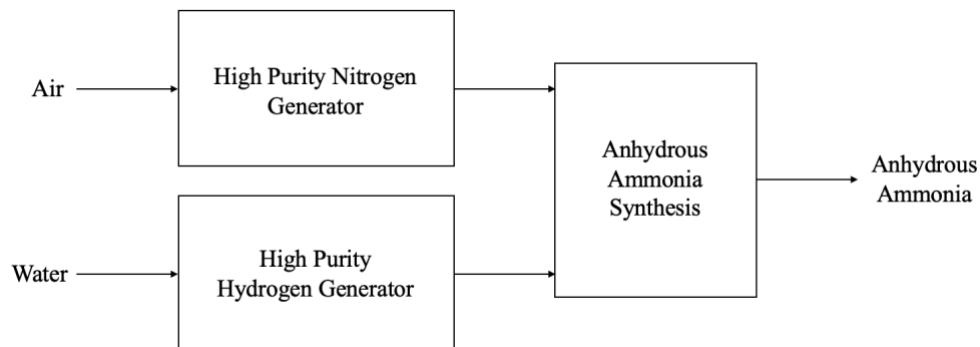 Air
High Purity Nitrogen
Generator
Water
High Purity
Hydrogen Generator
Anhydrous
Ammonia
Synthesis
Anhydrous
Ammonia